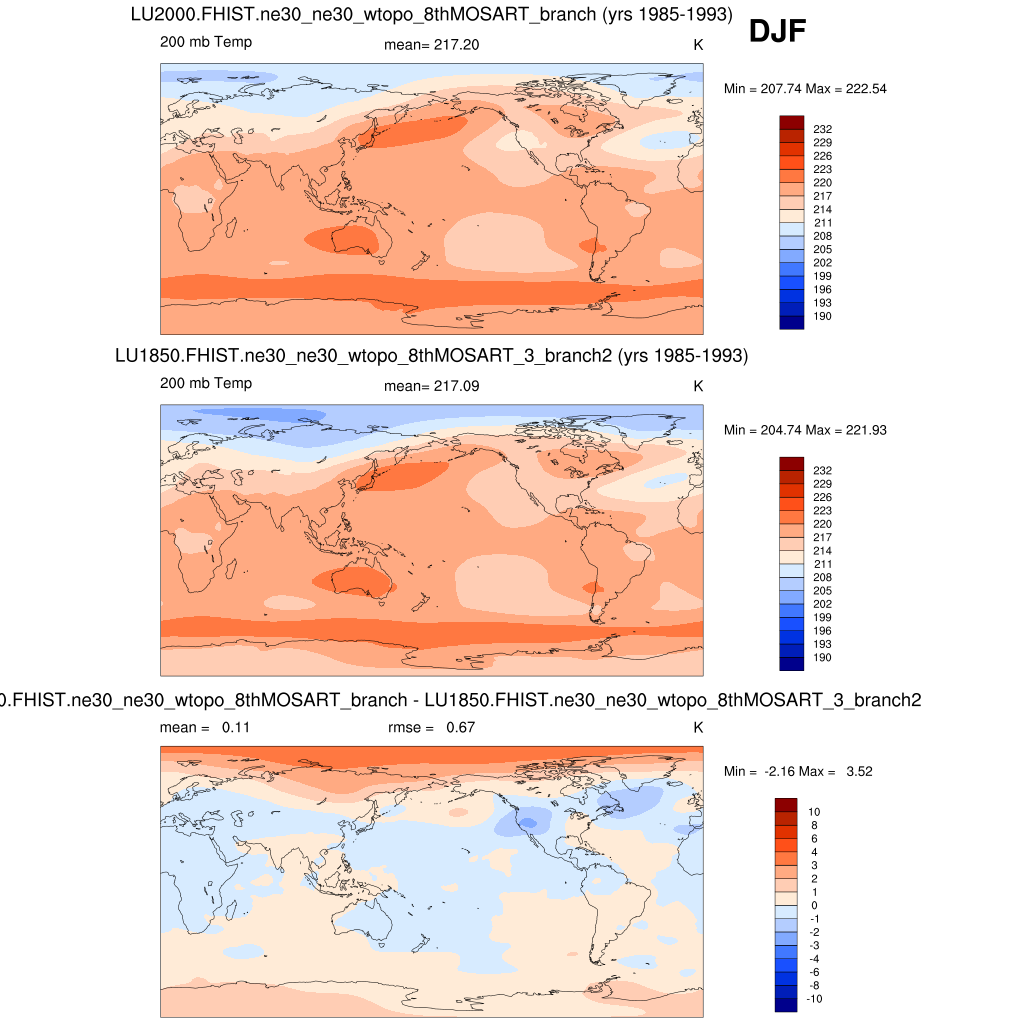 LU2000.FHIST.ne30_ne30_wtopo_8thMOSART_branch (yrs 1985-1993)
DJF
200 mb Temp
mean= 217.20
K
Min = 207.74 Max = 222.54
232
229
226
223
220
217
214
211
208
205
202
199
196
193
190
LU1850.FHIST.ne30_ne30_wtopo_8thMOSART_3_branch2 (yrs 1985-1993)
200 mb Temp
mean= 217.09
K
Min = 204.74 Max = 221.93
232
229
226
223
220
217
214
211
208
205
202
199
196
193
190
0.FHIST.ne30_ne30_wtopo_8thMOSART_branch - LU1850.FHIST.ne30_ne30_wtopo_8thMOSART_3_branch2
mean = 0.11
rmse = 0.67
K
Min = -2.16 Max = 3.52
10
8
6
4
3
2
1
0
-1
-2
-3
-4
-6
-8
-10